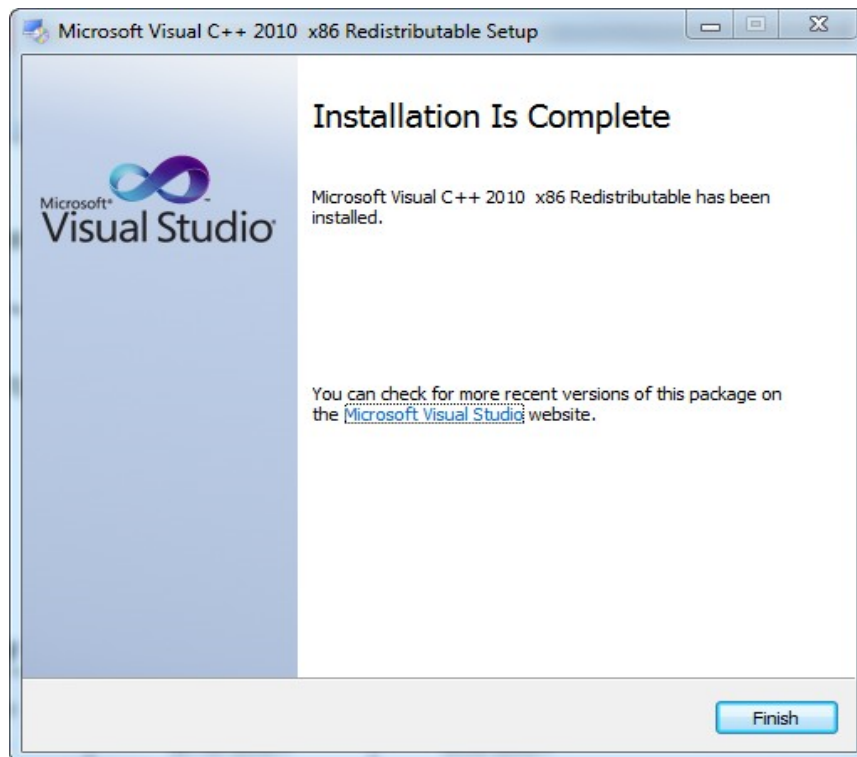 Microsoft Visual C++ 2010  x86 Redistributable Setup
Installation Is Complete
Microsoft Visual C++ 2010  x86 Redistributable has been
installed.
Microsoft®
Visual Studio®
You can check for more recent versions of this package on
the Microsoft Visual Studio website.
Finish